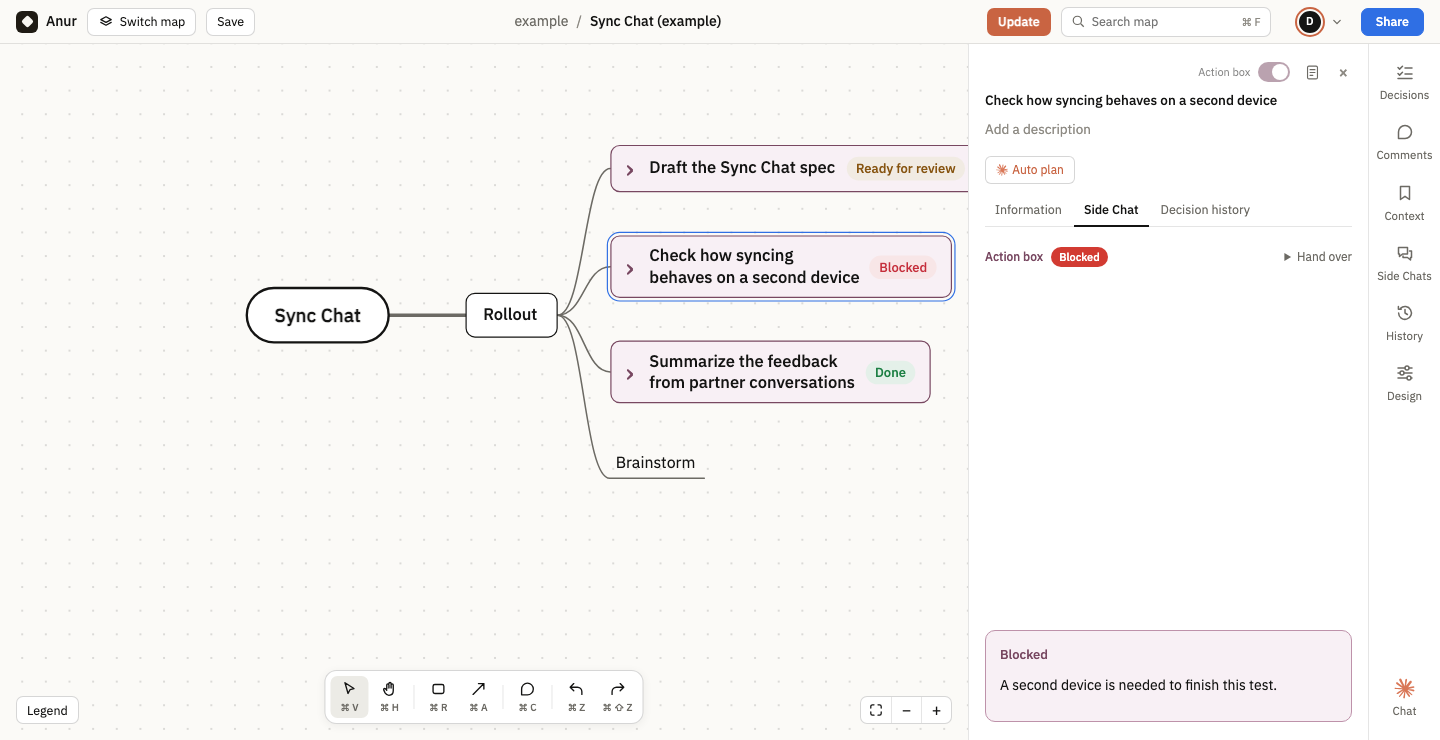 Anur
Switch map
Save
example / Sync Chat (example)
Update
Search map
⌘ F
D
Share
Action box
Check how syncing behaves on a second device
Add a description
Auto plan
Information
Side Chat
Decision history
Action box
Blocked
Hand over
Blocked
A second device is needed to finish this test.
Decisions
Comments
Context
Side Chats
History
Design
Chat
Sync Chat
Rollout
Draft the Sync Chat spec
Ready for review
Check how syncing
behaves on a second device
Blocked
Summarize the feedback
from partner conversations
Done
Brainstorm
Legend
⌘ V
⌘ H
⌘ R
⌘ A
⌘ C
⌘ Z
⌘ ⇧ Z